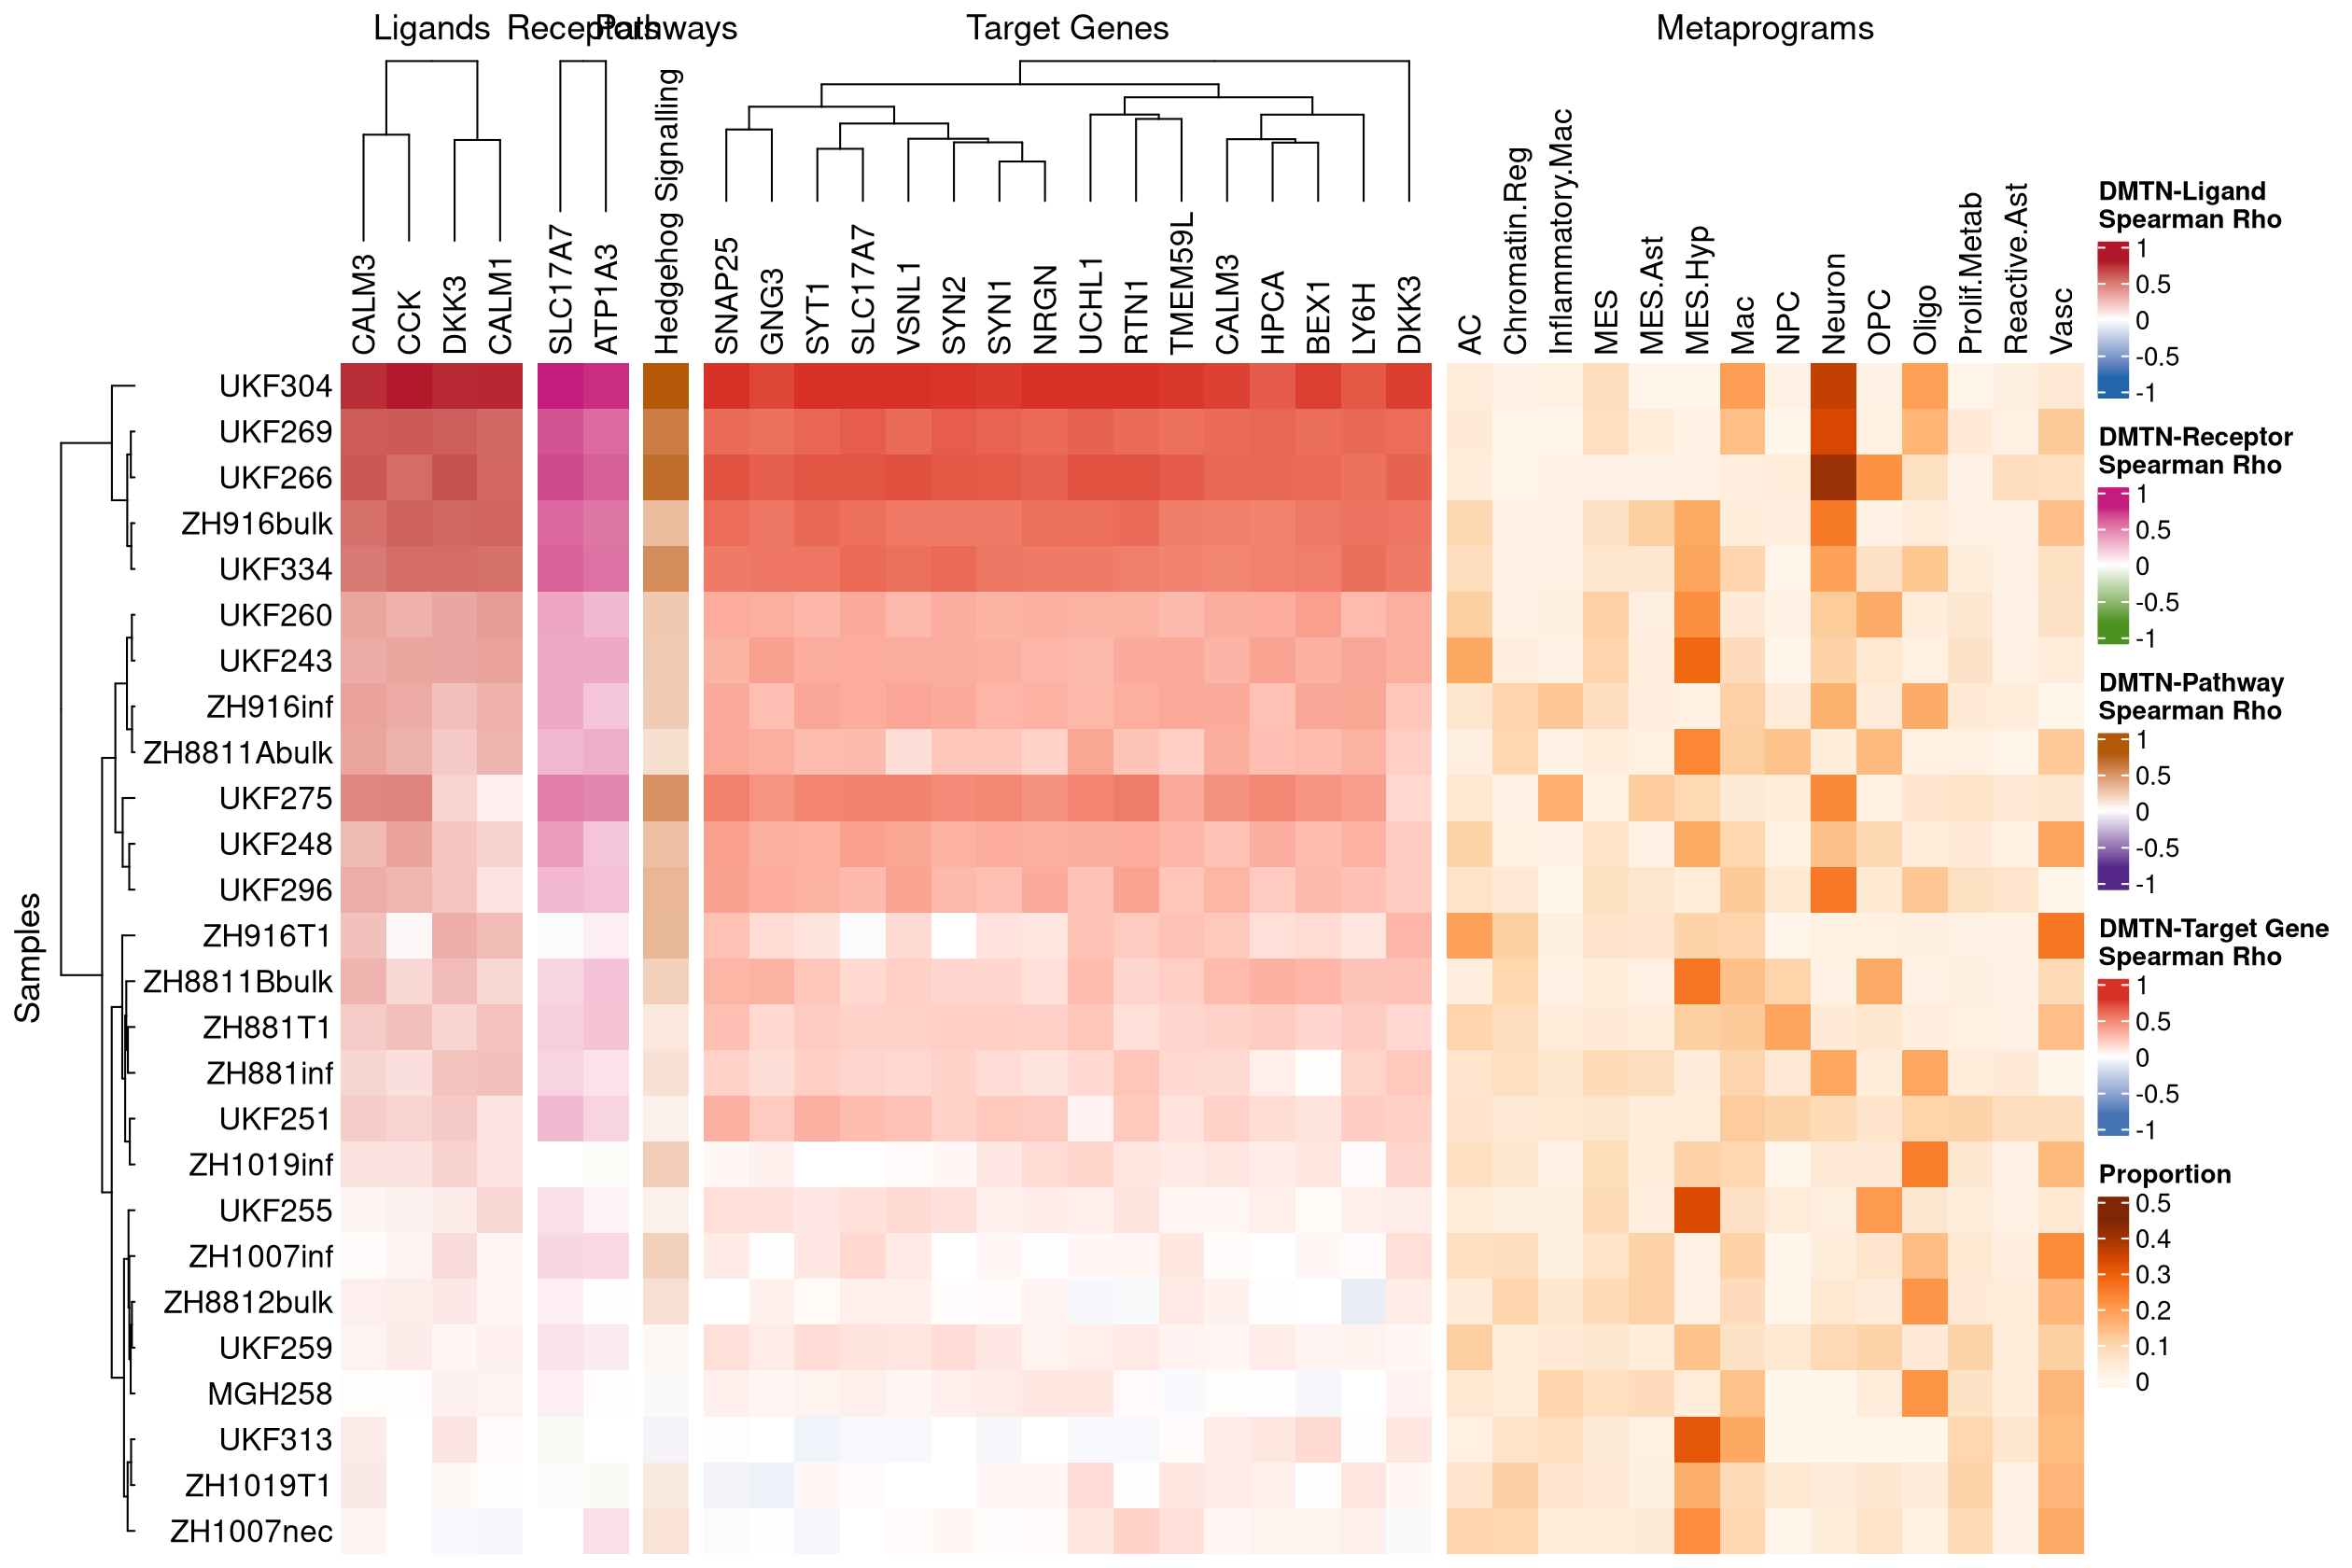 Ligands
Receptors
Pathways
Target Genes
Metaprograms
CALM3
CCK
DKK3
CALM1
SLC17A7
ATP1A3
Hedgehog Signalling
SNAP25
GNG3
SYT1
SLC17A7
VSNL1
SYN2
SYN1
NRGN
UCHL1
RTN1
TMEM59L
CALM3
HPCA
BEX1
LY6H
DKK3
AC
Chromatin.Reg
Inflammatory.Mac
MES
MES.Ast
MES.Hyp
Mac
NPC
Neuron
OPC
Oligo
Prolif.Metab
Reactive.Ast
Vasc
Samples
UKF304
UKF269
UKF266
ZH916bulk
UKF334
UKF260
UKF243
ZH916inf
ZH8811Abulk
UKF275
UKF248
UKF296
ZH916T1
ZH8811Bbulk
ZH881T1
ZH881inf
UKF251
ZH1019inf
UKF255
ZH1007inf
ZH8812bulk
UKF259
MGH258
UKF313
ZH1019T1
ZH1007nec
DMTN-Ligand
Spearman Rho
1
0.5
0
-0.5
-1
DMTN-Receptor
Spearman Rho
1
0.5
0
-0.5
-1
DMTN-Pathway
Spearman Rho
1
0.5
0
-0.5
-1
DMTN-Target Gene
Spearman Rho
1
0.5
0
-0.5
-1
Proportion
0.5
0.4
0.3
0.2
0.1
0